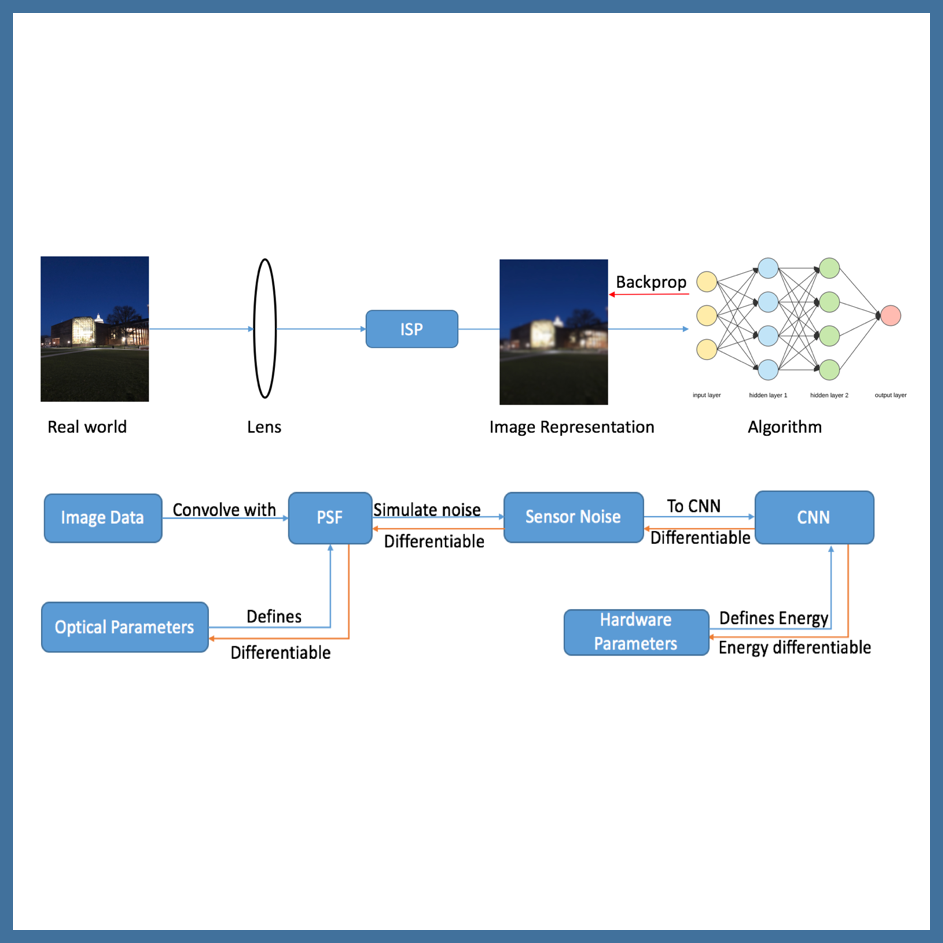 Backprop
ISP
input layer
hidden layer 1
hidden layer 2
output layer
Real world
Lens
Image Representation
Algorithm
Image Data
Convolve with
PSF
Simulate noise
Differentiable
Sensor Noise
To CNN
Differentiable
CNN
Optical Parameters
Defines
Differentiable
Hardware
Parameters
Defines Energy
Energy differentiable